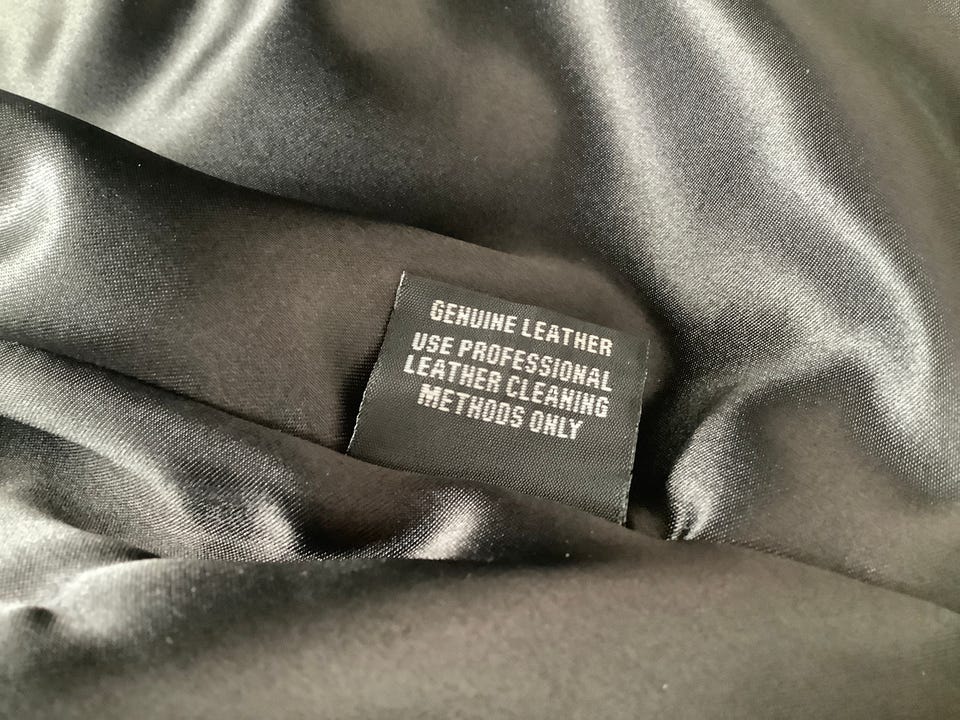 GENUINE LEATHER
USE PROFESSIONAL
LEATHER CLEANING
METHODS ONLY